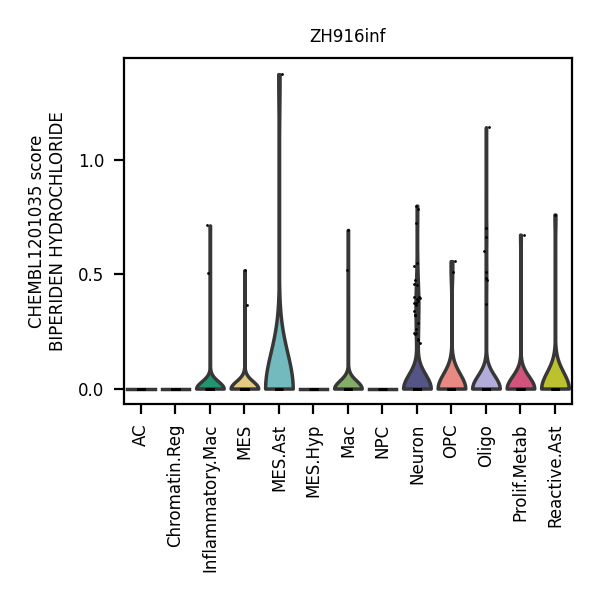 ZH916inf
CHEMBL1201035 score
BIPERIDEN HYDROCHLORIDE
1.0
0.5
0.0
AC
Chromatin.Reg
Inflammatory.Mac
MES
MES.Ast
MES.Hyp
Mac
NPC
Neuron
OPC
Oligo
Prolif.Metab
Reactive.Ast